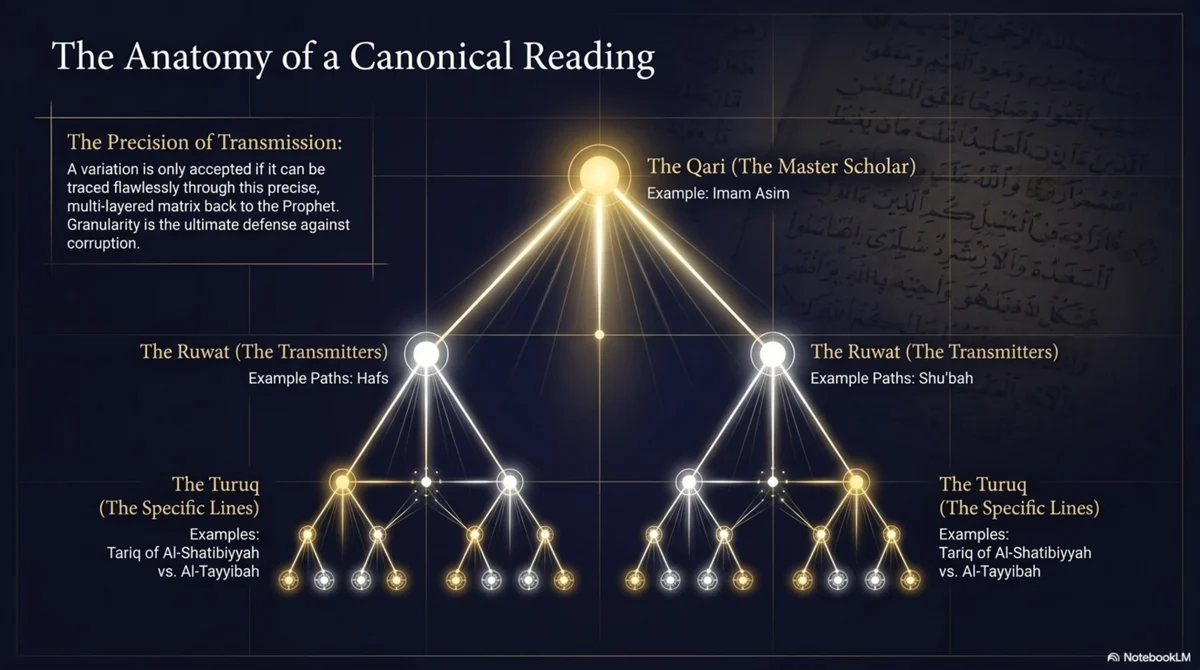 The Anatomy of a Canonical Reading
The Precision of Transmission:
A variation is only accepted if it can be
traced flawlessly through this precise,
multi-layered matrix back to the Prophet.
Granularity is the ultimate defense against
corruption.
The Qari (The Master Scholar)
Example: Imam Asim
The Ruwat (The Transmitters)
Example Paths: Hafs
The Ruwat (The Transmitters)
Example Paths: Shu'bah
The Turuq
(The Specific Lines)
Examples:
Tariq of Al-Shatibiyyah
vs. Al-Tayyibah
The Turuq
(The Specific Lines)
Examples:
Tariq of Al-Shatibiyyah
vs. Al-Tayyibah
NotebookLM